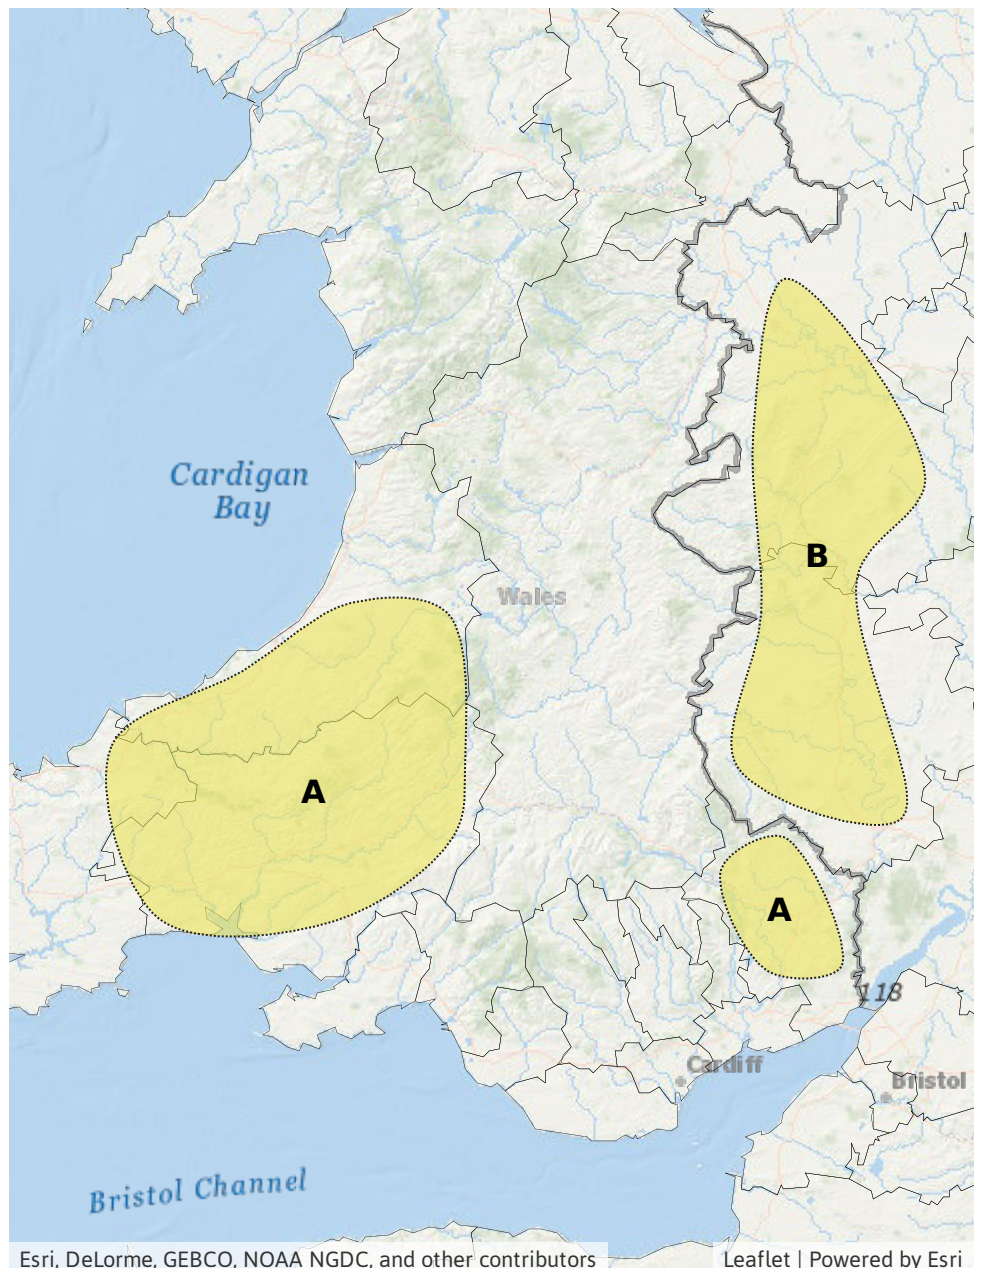 Cardigan
Bay
B
Wales
A
A
118
Cardiff
Bristol
Bristol Channel
Esri, DeLorme, GEBCO, NOAA NGDC, and other contributors
Leaflet | Powered by Esri